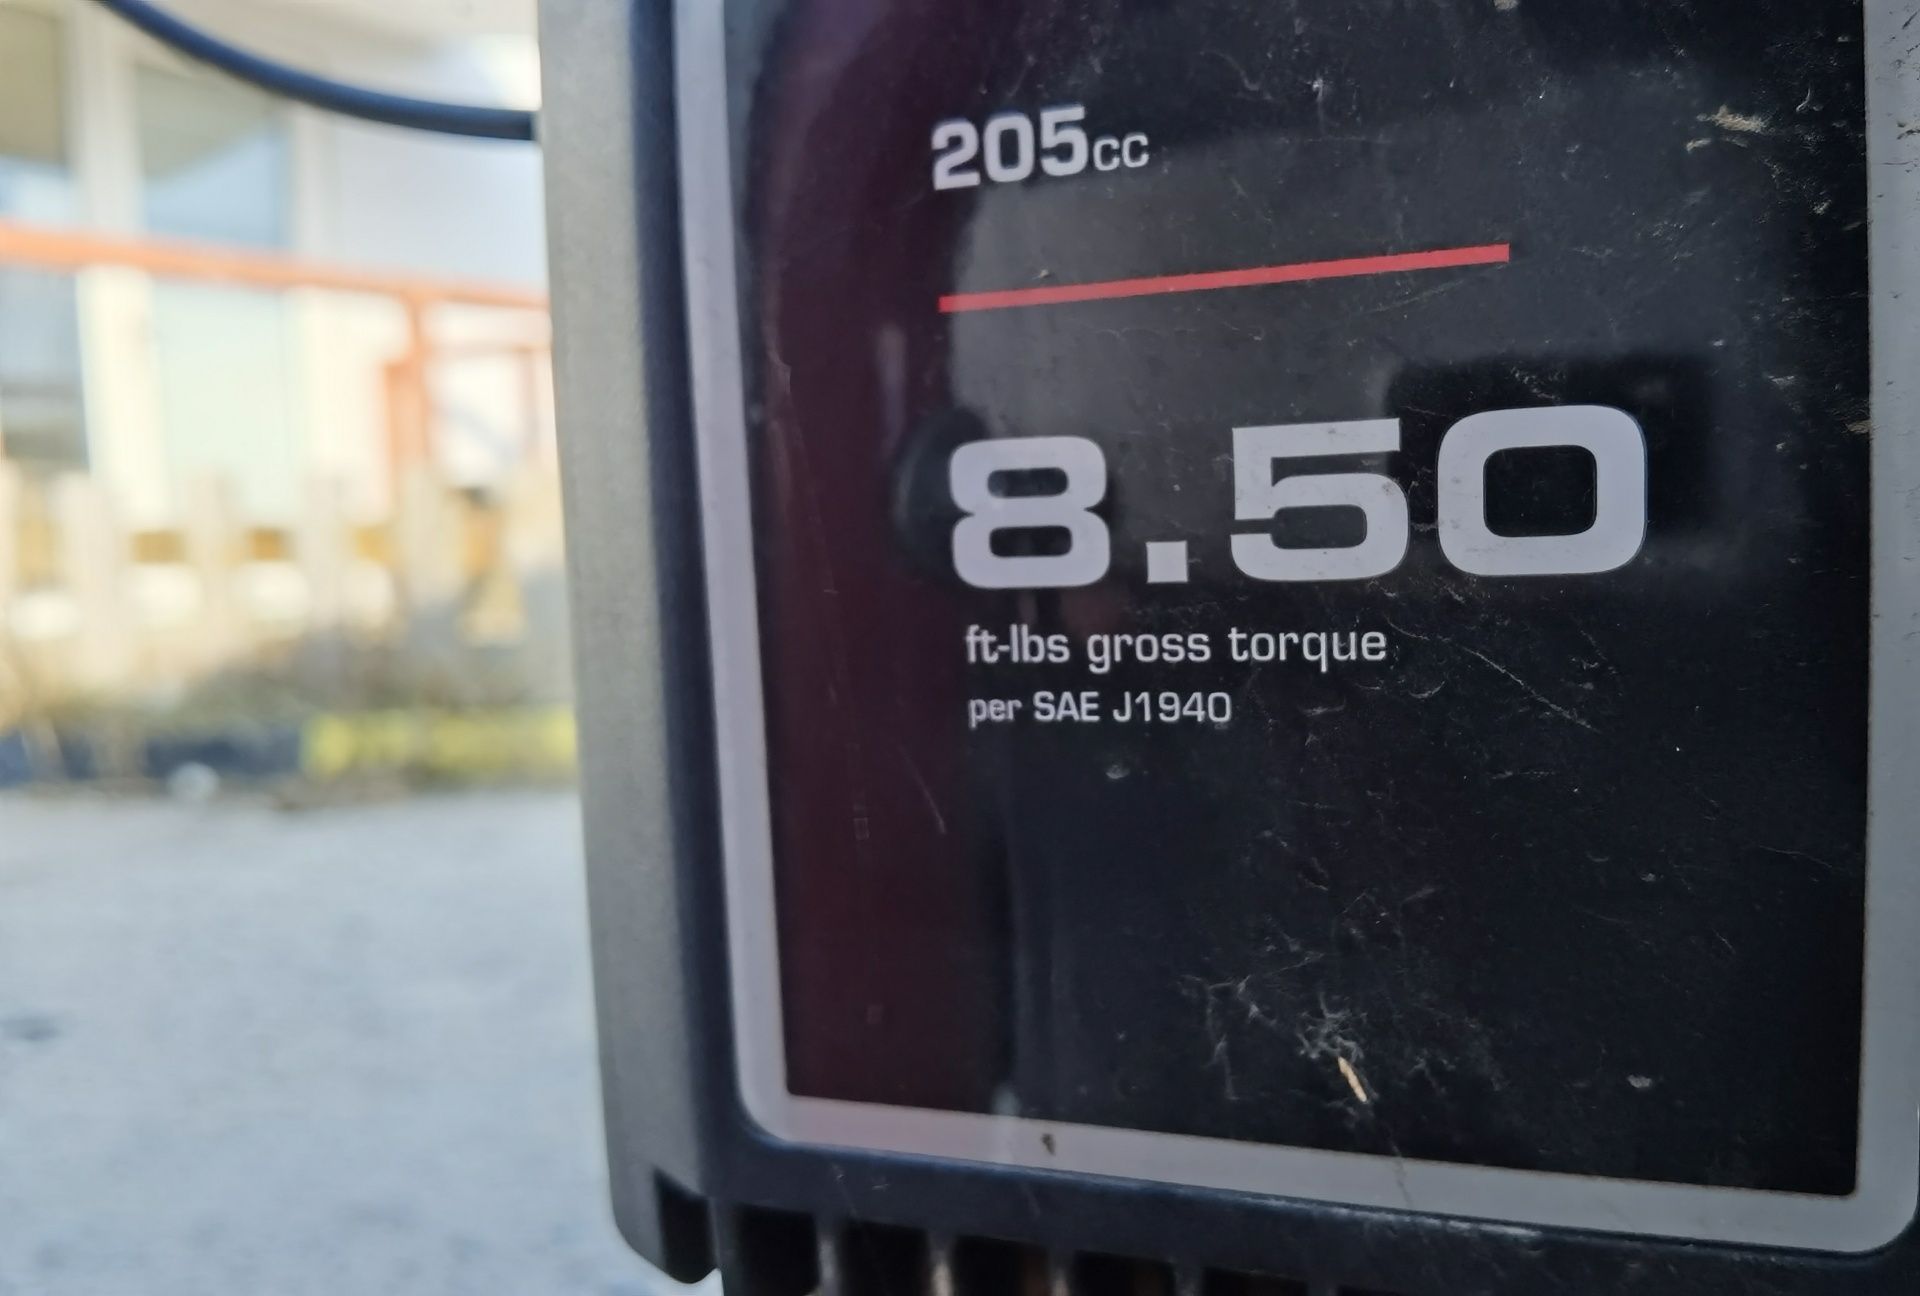 205cc
8.50
ft-lbs gross torque
per SAE J1940